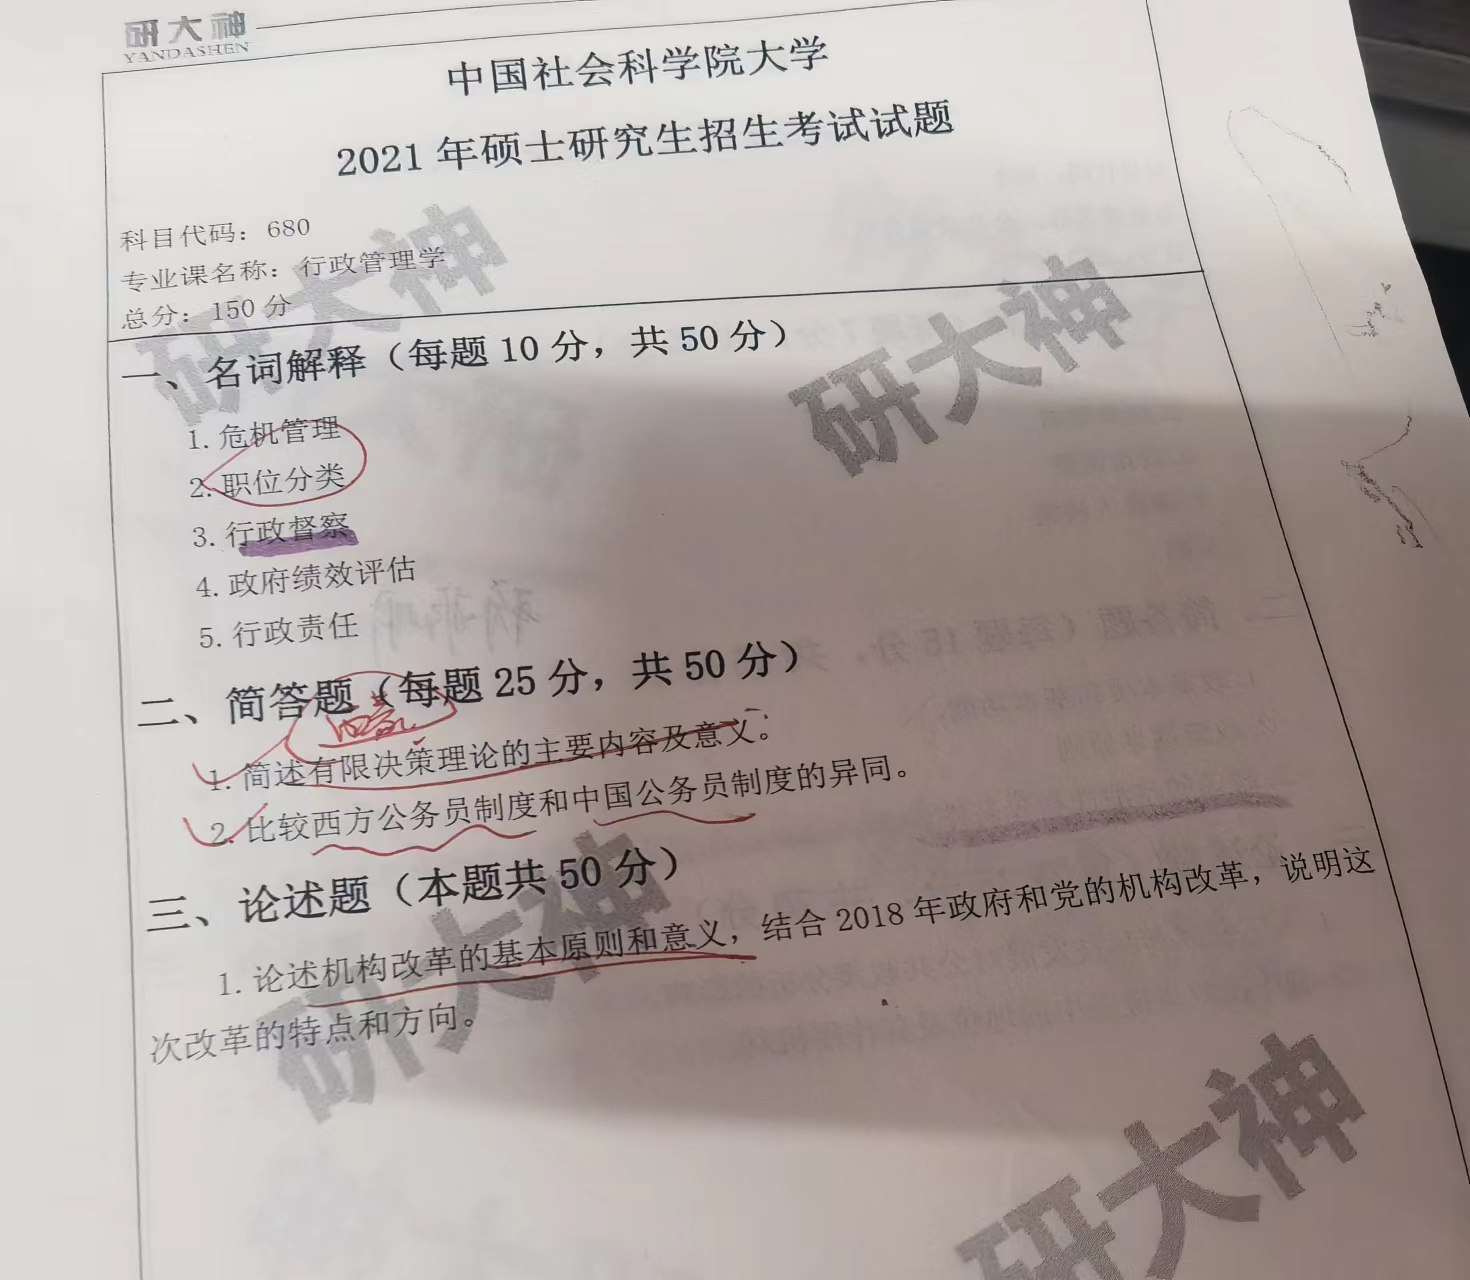 研大神
YANDASHEN
中国社会科学院大学
2021 年硕士研究生招生考试试题
科目代码：680
专业课名称：行政管理学
总分：150 分
一、名词解释（每题 10 分，共 50 分）
1. 危机管理
2. 职位分类
3. 行政督察
4. 政府绩效评估
5. 行政责任
二、简答题（每题 25 分，共 50 分）
1. 简述有限决策理论的主要内容及意义。
2. 比较西方公务员制度和中国公务员制度的异同。
三、论述题（本题共 50 分）
1. 论述机构改革的基本原则和意义，结合 2018 年政府和党的机构改革，说明这
次改革的特点和方向。
研大神
研大神
研大神
研大神